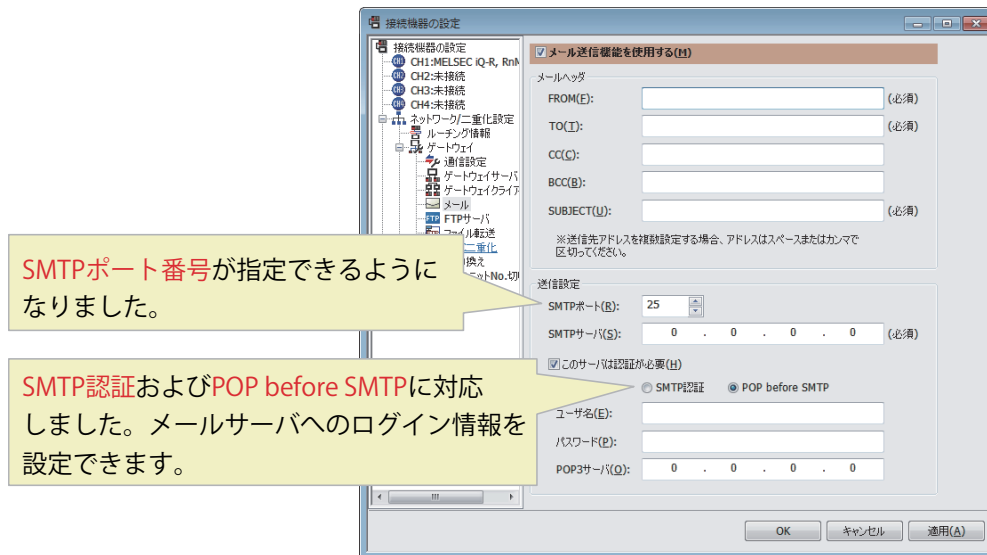 接続機器の設定
接続機器の設定
CH1:MELSEC iQ-R, RnM
CH2:未接続
CH3:未接続
CH4:未接続
ネットワーク/二重化設定
ルーチング情報
ゲートウェイ
通信設定
ゲートウェイサーバ
ゲートウェイクライア
メール
FTPサーバ
ファイル転送
二重化
換え
ットNo.切
メール送信機能を使用する(M)
メールヘッダ
FROM(F):
(必須)
TO(T):
(必須)
CC(C):
BCC(B):
SUBJECT(U):
(必須)
※送信先アドレスを複数設定する場合、アドレスはスペースまたはカンマで
区切ってください。
送信設定
SMTPポート(R):
25
SMTPサーバ(S):
0 . 0 . 0 . 0
(必須)
このサーバは認証が必要(H)
SMTP認証
POP before SMTP
ユーザ名(E):
パスワード(P):
POP3サーバ(O):
0 . 0 . 0 . 0
OK
キャンセル
適用(A)
SMTPポート番号が指定できるように
なりました。
SMTP認証およびPOP before SMTPに対応
しました。メールサーバへのログイン情報を
設定できます。